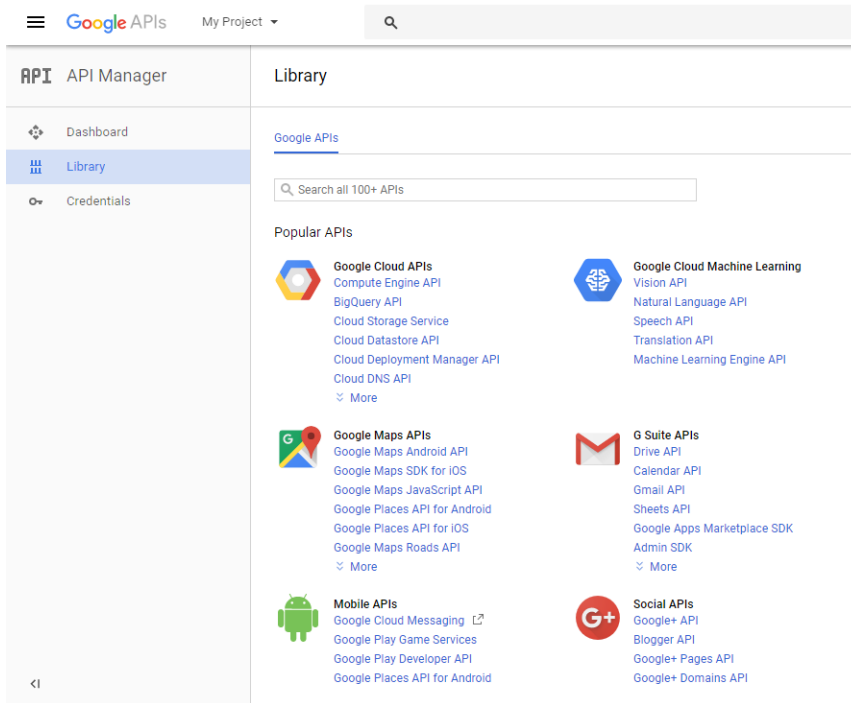 Google APIs
My Project
API API Manager
Library
Dashboard
Library
Credentials
Google APIs
Search all 100+ APIs
Popular APIs
Google Cloud APIs
Compute Engine API
BigQuery API
Cloud Storage Service
Cloud Datastore API
Cloud Deployment Manager API
Cloud DNS API
More
Google Cloud Machine Learning
Vision API
Natural Language API
Speech API
Translation API
Machine Learning Engine API
Google Maps APIs
Google Maps Android API
Google Maps SDK for iOS
Google Maps JavaScript API
Google Places API for Android
Google Places API for iOS
Google Maps Roads API
More
G Suite APIs
Drive API
Calendar API
Gmail API
Sheets API
Google Apps Marketplace SDK
Admin SDK
More
Mobile APIs
Google Cloud Messaging
Google Play Game Services
Google Play Developer API
Google Places API for Android
Social APIs
Google+ API
Blogger API
Google+ Pages API
Google+ Domains API
G
G+